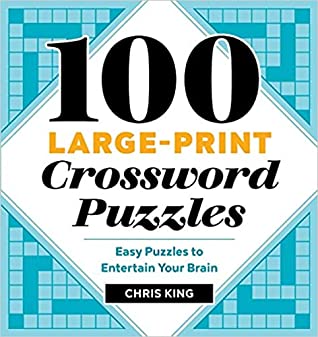 100
LARGE-PRINT
Crossword
Puzzles
Easy Puzzles to
Entertain Your Brain
CHRIS KING